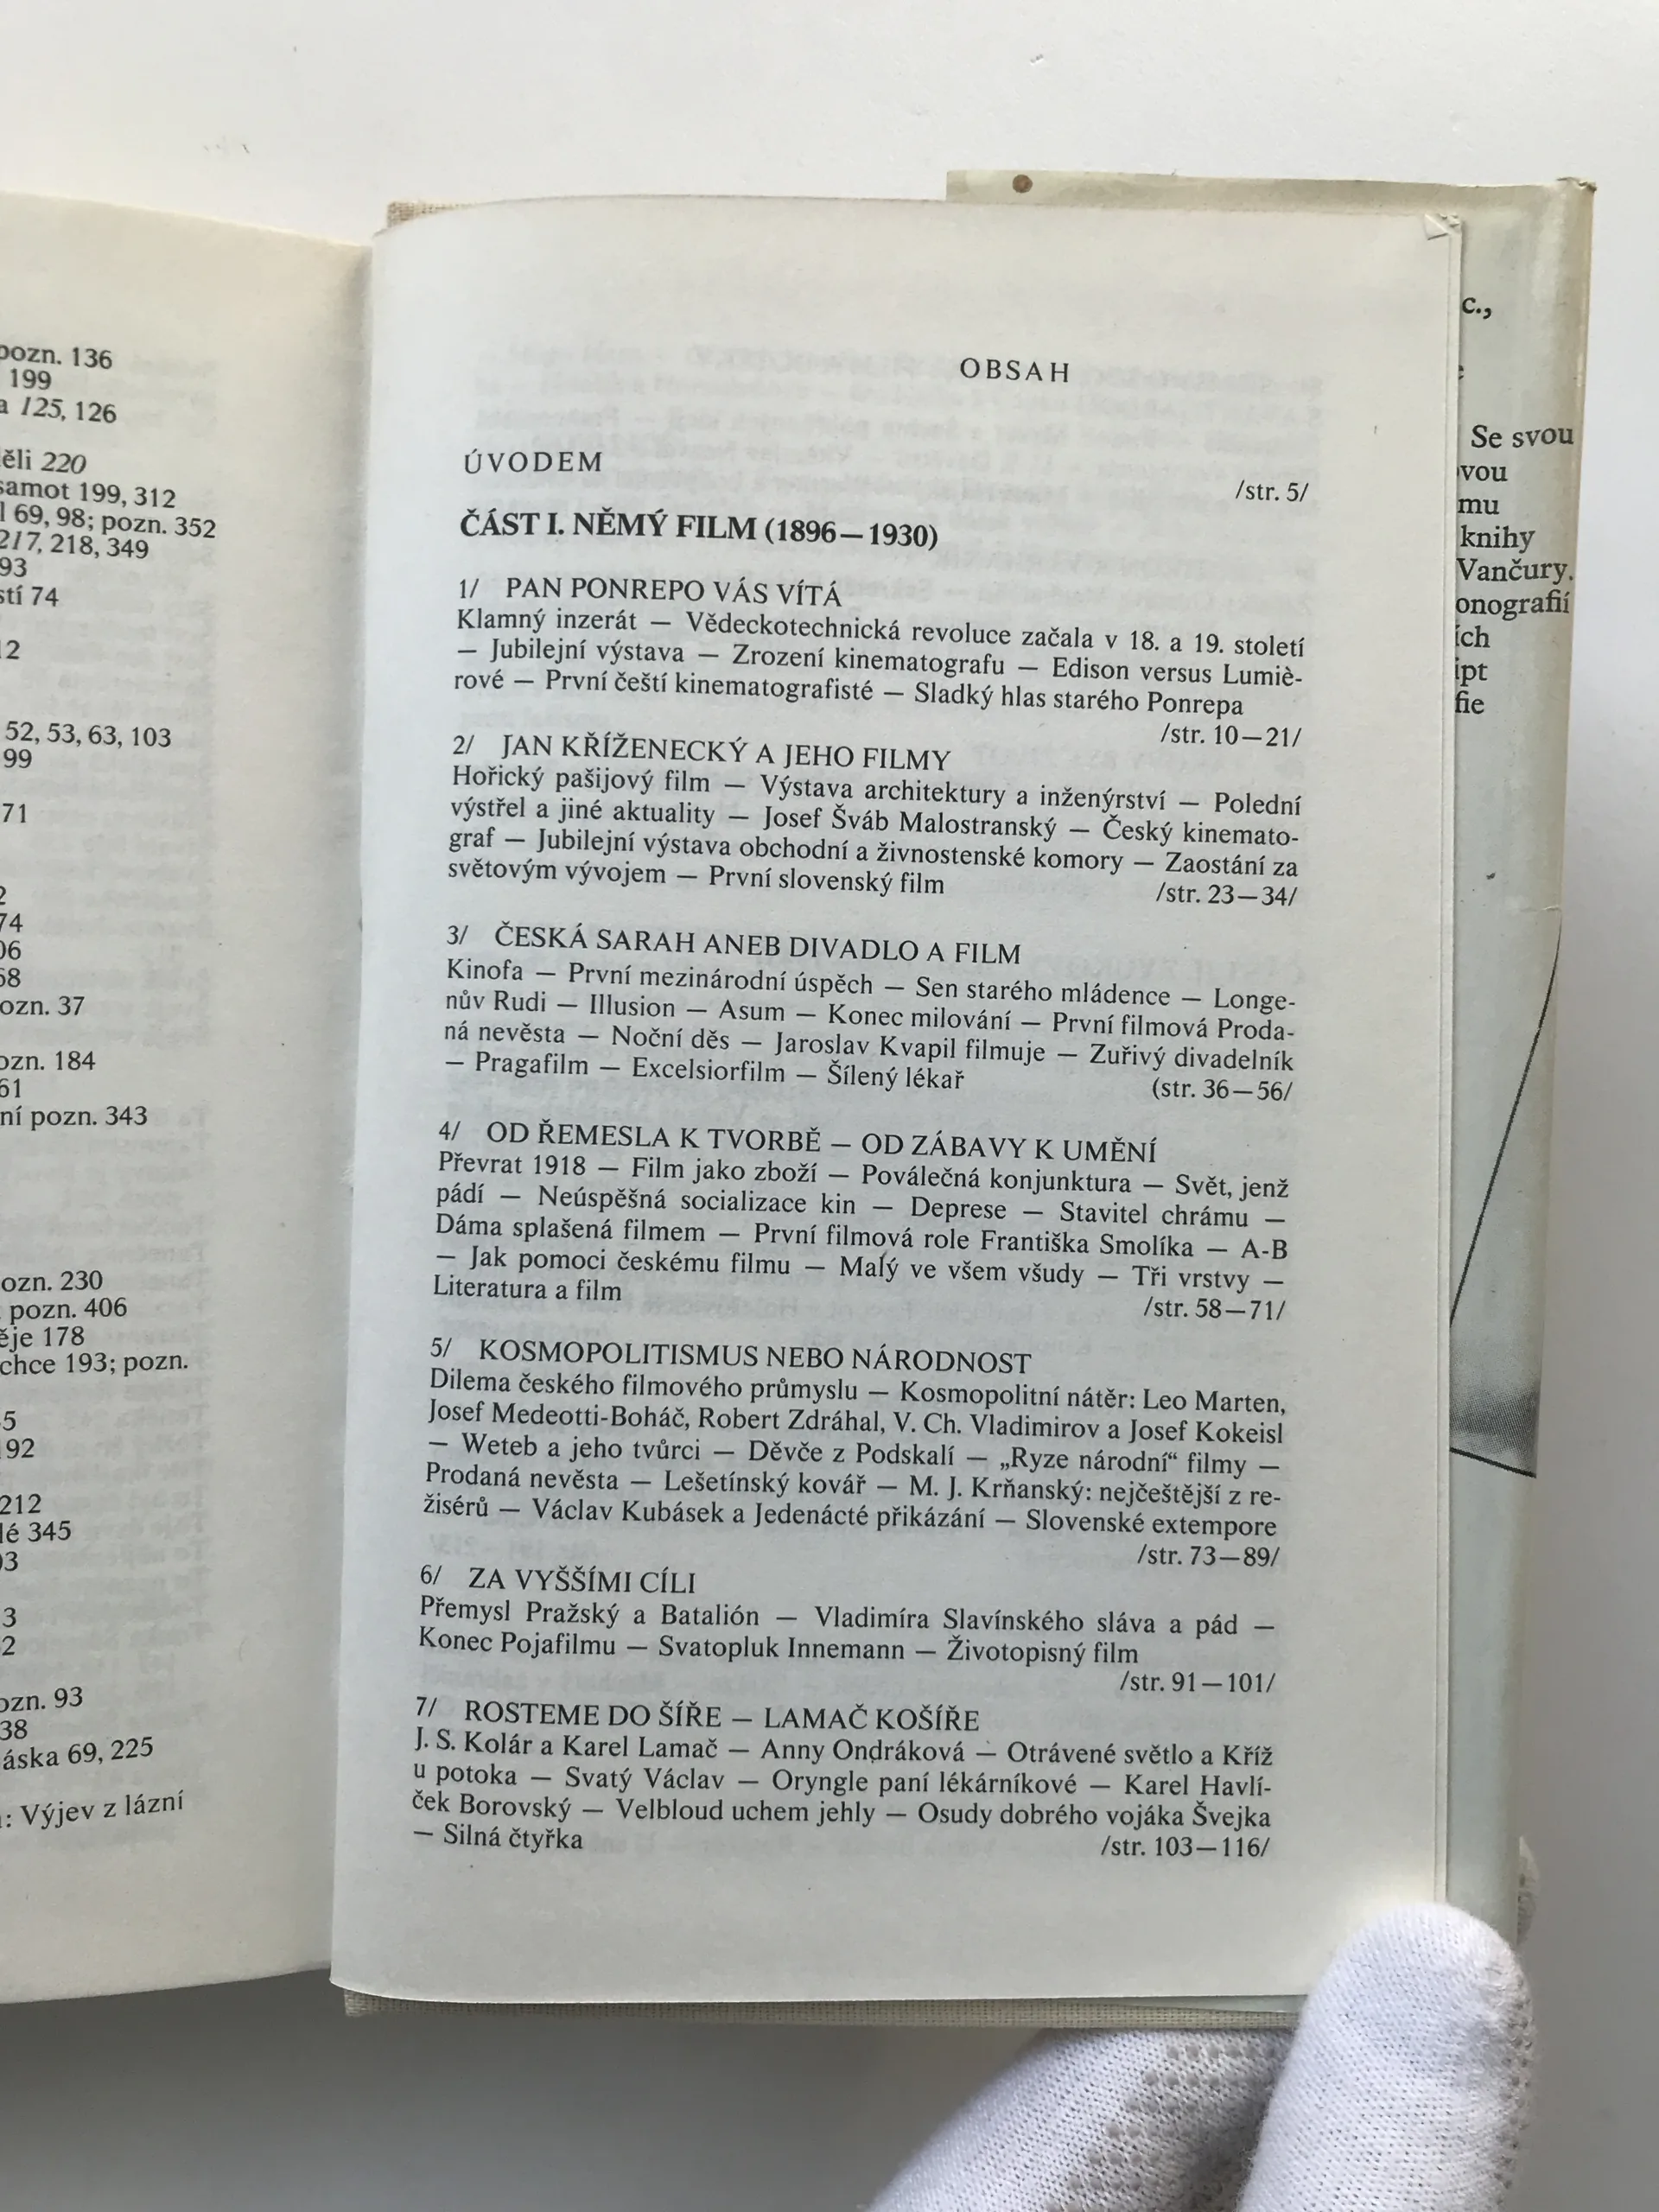 pozn. 136
199
125, 126
220
samot 199, 312
69, 98; pozn. 352
217, 218, 349
93
74
52, 53, 63, 103
99
71
74
pozn. 37
pozn. 184
61
pozn. 343
pozn. 230
pozn. 406
178
chce 193; pozn.
192
212
345
pozn. 93
38
69, 225
: Výjev z lázní
OBSAH
ÚVODEM
/str. 5/
ČÁST I. NĚMÝ FILM (1896—1930)
1/ PAN PONREPO VÁS VÍTÁ
Klamný inzerát — Vědeckotechnická revoluce začala v 18. a 19. století
— Jubilejní výstava — Zrození kinematografu — Edison versus Lumiè-
rové — První čeští kinematografisté — Sladký hlas starého Ponrepa
/str. 10—21/
2/ JAN KŘÍŽENECKÝ A JEHO FILMY
Hořický pašijový film — Výstava architektury a inženýrství — Polední
výstřel a jiné aktuality — Josef Šváb Malostranský — Český kinemato-
graf — Jubilejní výstava obchodní a živnostenské komory — Zaostání za
světovým vývojem — První slovenský film /str. 23—34/
3/ ČESKÁ SARAH ANEB DIVADLO A FILM
Kinofa — První mezinárodní úspěch — Sen starého mládence — Longe-
nův Rudi — Illusion — Asum — Konec milování — První filmová Proda-
ná nevěsta — Noční děs — Jaroslav Kvapil filmuje — Zuřivý divadelník
— Pragafilm — Excelsiorfilm — Šílený lékař (str. 36—56/
4/ OD ŘEMESLA K TVORBĚ — OD ZÁBAVY K UMĚNÍ
Převrat 1918 — Film jako zboží — Poválečná konjunktura — Svět, jenž
pádí — Neúspěšná socializace kin — Deprese — Stavitel chrámu —
Dáma splašená filmem — První filmová role Františka Smolíka — A-B
— Jak pomoci českému filmu — Malý ve všem všudy — Tři vrstvy —
Literatura a film /str. 58—71/
5/ KOSMOPOLITISMUS NEBO NÁRODNOST
Dilema českého filmového průmyslu — Kosmopolitní nátěr: Leo Marten,
Josef Medeotti-Boháč, Robert Zdráhal, V. Ch. Vladimirov a Josef Kokeisl
— Weteb a jeho tvůrci — Děvče z Podskalí — „Ryze národní“ filmy —
Prodaná nevěsta — Lešetínský kovář — M. J. Krňanský: nejčeštější z re-
žisérů — Václav Kubásek a Jedenácté přikázání — Slovenské extempore
/str. 73—89/
6/ ZA VYŠŠÍMI CÍLI
Přemysl Pražský a Batalión — Vladimíra Slavínského sláva a pád —
Konec Pojafilmu — Svatopluk Innemann — Životopisný film
/str. 91—101/
7/ ROSTEME DO ŠÍŘE — LAMAČ KOŠÍŘE
J. S. Kolár a Karel Lamač — Anny Ondráková — Otrávené světlo a Kříž
u potoka — Svatý Václav — Oryngle paní lékárníkové — Karel Havlí-
ček Borovský — Velbloud uchem jehly — Osudy dobrého vojáka Švejka
— Silná čtyřka /str. 103—116/
c.,
Se svou
vou
mu
knihy
Vančury.
onografií
ích
ipt
fie